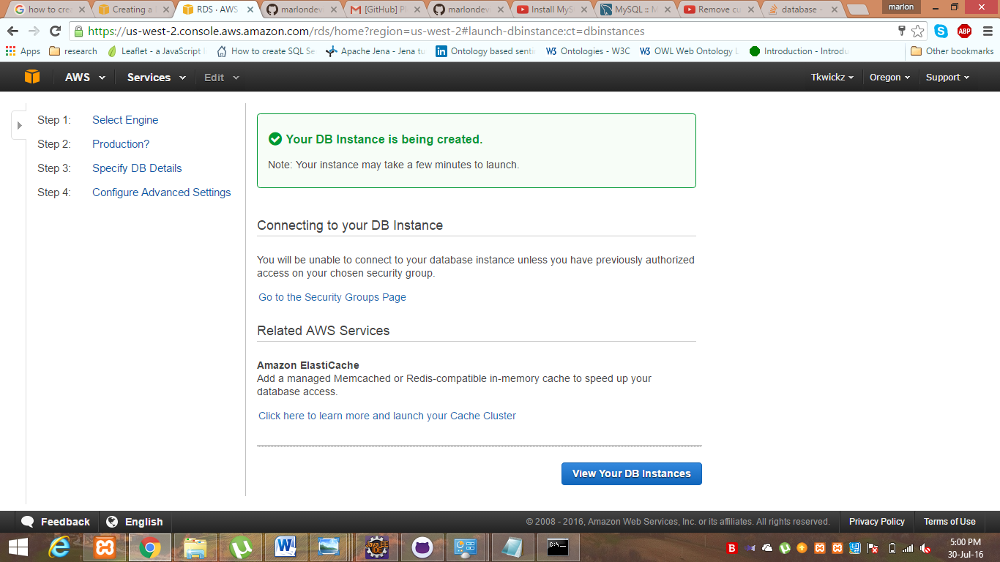 how to cre
Creating a
RDS · AWS
marlondev
[GitHub] P
marlondev
Install MyS
MySQL :: M
Remove cu
database -
marlon
https://us-west-2.console.aws.amazon.com/rds/home?region=us-west-2#launch-dbinstance:ct=dbinstances
ABP
Apps
research
Leaflet - a JavaScript
How to create SQL Se
Apache Jena - Jena tu
Ontology based senti
W3 Ontologies - W3C
W3 OWL Web Ontology
Introduction - Introdu
Other bookmarks
AWS
Services
Edit
Tkwickz
Oregon
Support
Step 1: Select Engine
Step 2: Production?
Step 3: Specify DB Details
Step 4: Configure Advanced Settings
Your DB Instance is being created.
Note: Your instance may take a few minutes to launch.
Connecting to your DB Instance
You will be unable to connect to your database instance unless you have previously authorized
access on your chosen security group.
Go to the Security Groups Page
Related AWS Services
Amazon ElastiCache
Add a managed Memcached or Redis-compatible in-memory cache to speed up your
database access.
Click here to learn more and launch your Cache Cluster
View Your DB Instances
Feedback
English
© 2008 - 2016, Amazon Web Services, Inc. or its affiliates. All rights reserved.
Privacy Policy
Terms of Use
Java EE
IDE
B
5:00 PM
30-Jul-16